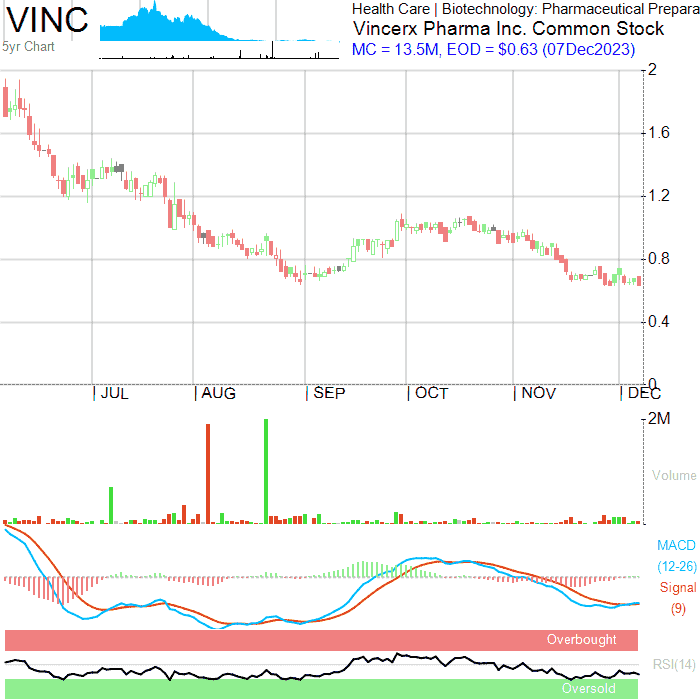 VINC
5yr Chart
Health Care | Biotechnology: Pharmaceutical Prepara
Vincerx Pharma Inc. Common Stock
MC = 13.5M, EOD = $0.63 (07Dec2023)
2
1.6
1.2
0.8
0.4
0
JUL AUG SEP OCT NOV DEC
2M
Volume
MACD
(12-26)
Signal
(9)
Overbought
RSI(14)
Oversold